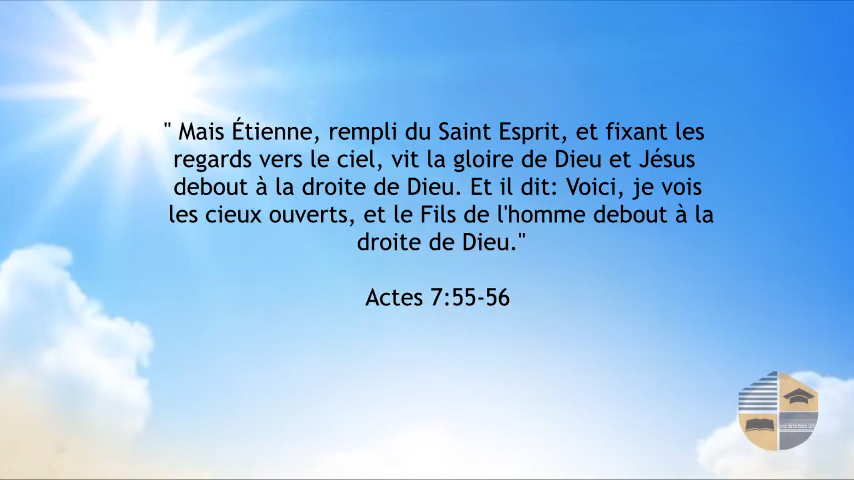 " Mais Étienne, rempli du Saint Esprit, et fixant les
regards vers le ciel, vit la gloire de Dieu et Jésus
debout à la droite de Dieu. Et il dit: Voici, je vois
les cieux ouverts, et le Fils de l'homme debout à la
droite de Dieu."
Actes 7:55-56